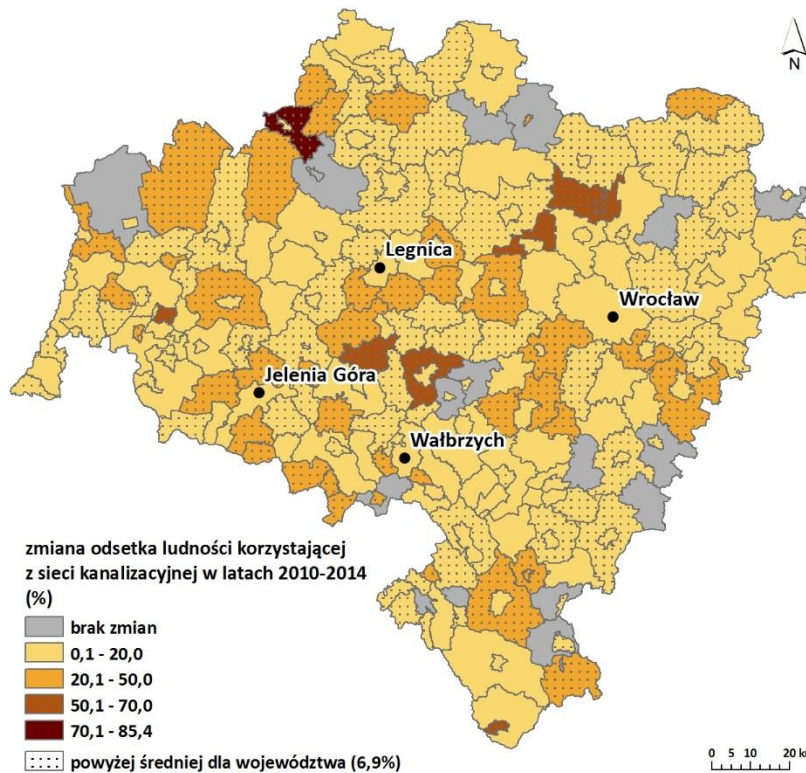 N
Legnica
Wrocław
Jelenia Góra
Wałbrzych
zmiana odsetka ludności korzystającej
z sieci kanalizacyjnej w latach 2010-2014
(%)
brak zmian
0,1 - 20,0
20,1 - 50,0
50,1 - 70,0
70,1 - 85,4
powyżej średniej dla województwa (6,9%)
0 5 10 20 km